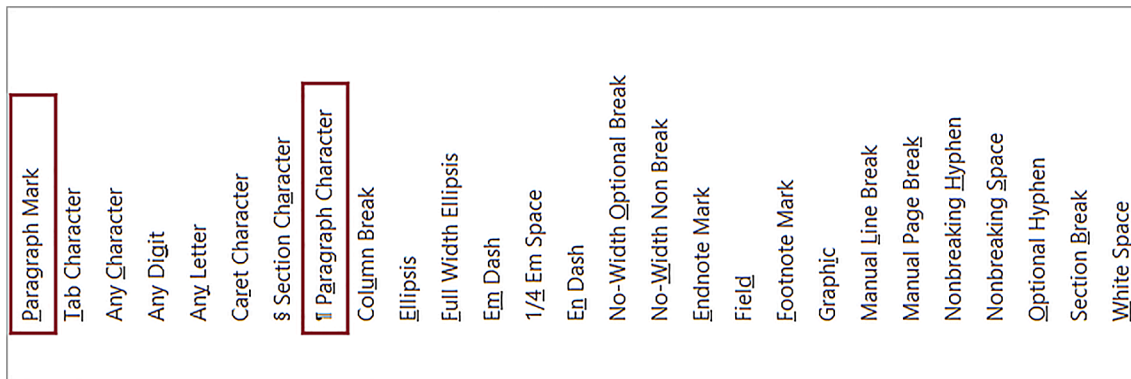 Paragraph Mark
Tab Character
Any Character
Any Digit
Any Letter
Caret Character
§ Section Character
¶ Paragraph Character
Column Break
Ellipsis
Full Width Ellipsis
Em Dash
1/4 Em Space
En Dash
No-Width Optional Break
No-Width Non Break
Endnote Mark
Field
Footnote Mark
Graphic
Manual Line Break
Manual Page Break
Nonbreaking Hyphen
Nonbreaking Space
Optional Hyphen
Section Break
White Space